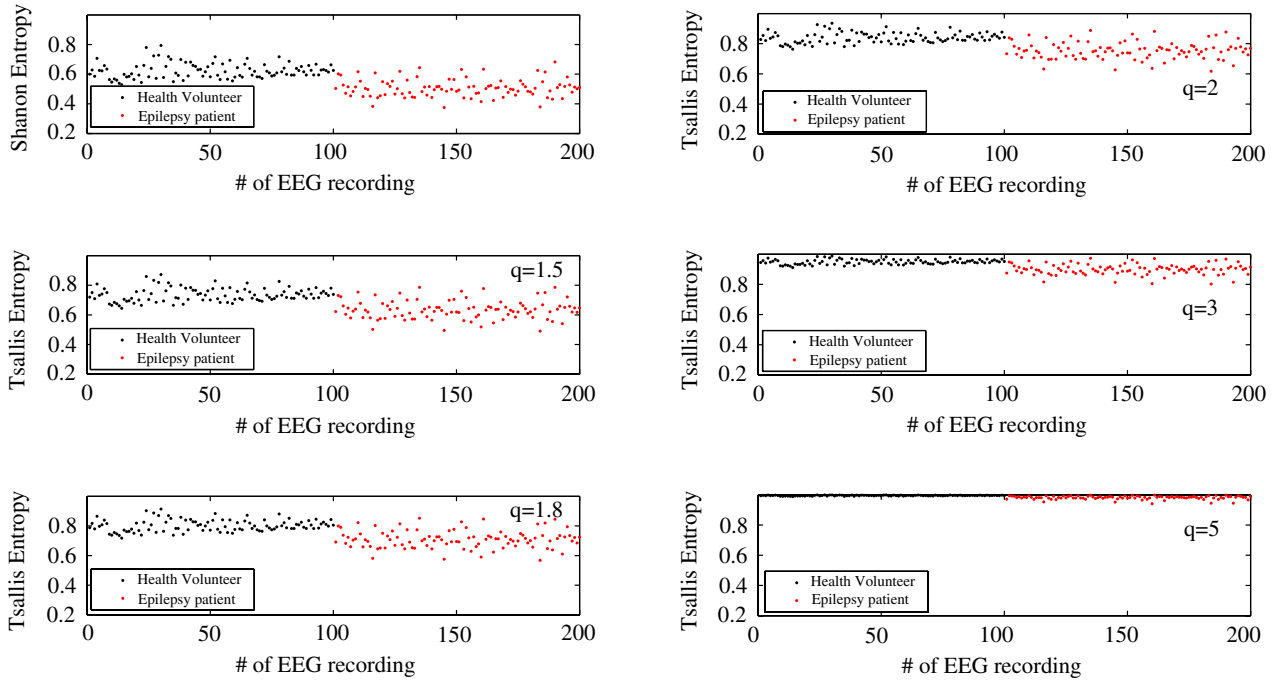 Shanon Entropy
0.8
0.6
0.4
0.2
Health Volunteer
Epilepsy patient
0 50 100 150 200
# of EEG recording
Tsallis Entropy
0.8
0.6
0.4
0.2
q=2
Health Volunteer
Epilepsy patient
0 50 100 150 200
# of EEG recording
Tsallis Entropy
0.8
0.6
0.4
0.2
q=1.5
Health Volunteer
Epilepsy patient
0 50 100 150 200
# of EEG recording
Tsallis Entropy
0.8
0.6
0.4
0.2
q=3
Health Volunteer
Epilepsy patient
0 50 100 150 200
# of EEG recording
Tsallis Entropy
0.8
0.6
0.4
0.2
q=1.8
Health Volunteer
Epilepsy patient
0 50 100 150 200
# of EEG recording
Tsallis Entropy
0.8
0.6
0.4
0.2
q=5
Health Volunteer
Epilepsy patient
0 50 100 150 200
# of EEG recording